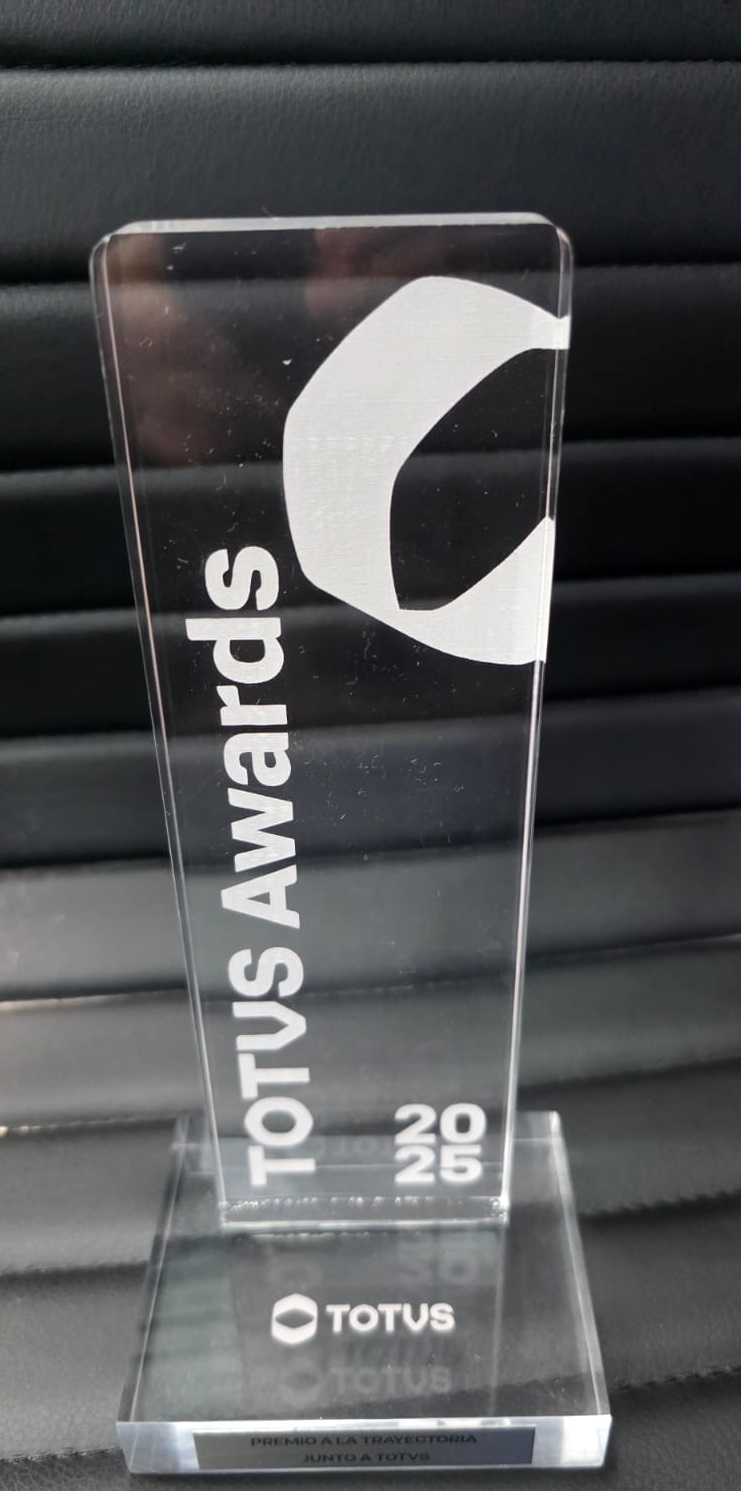 TOTVS Awards
20
25
TOTVS
PREMIO A LA TRAYECTORIA
JUNTO A TOTVS